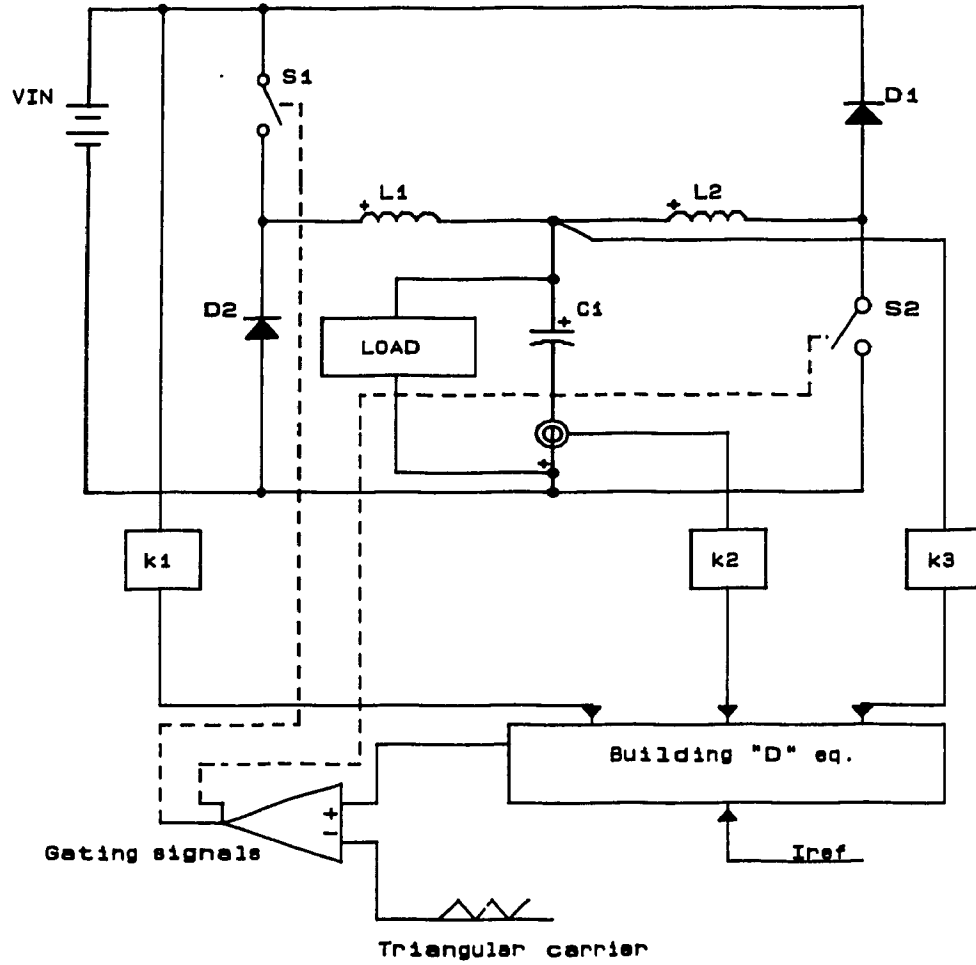 S1
VIN
D1
L1
L2
D2
C1
S2
LOAD
+
+
+
+
k1
k2
k3
Building "D" eq.
+
-
Gating signals
Iref
Triangular carrier